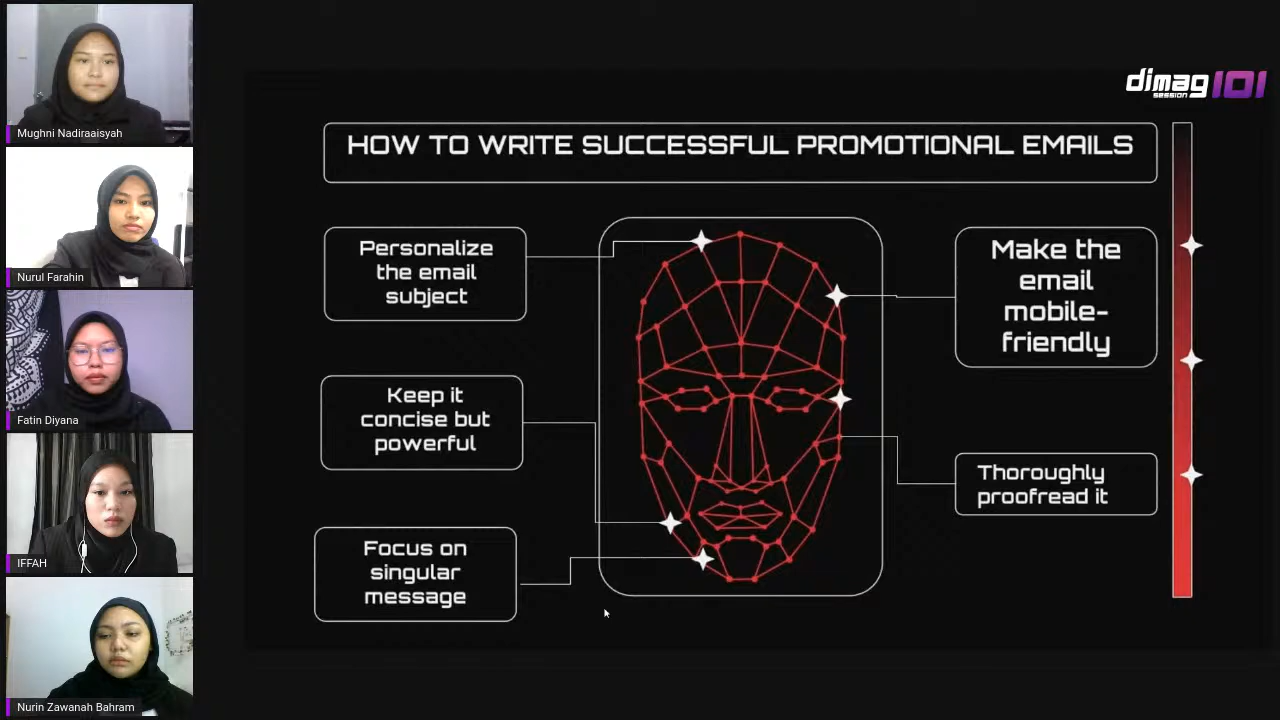 Mughni Nadiraaisyah
Nurul Farahin
Fatin Diyana
IFFAH
Nurin Zawanah Bahram
dimag 101
SESSION
HOW TO WRITE SUCCESSFUL PROMOTIONAL EMAILS
Personalize
the email
subject
Keep it
concise but
powerful
Focus on
singular
message
Make the
email
mobile-
friendly
Thoroughly
proofread it